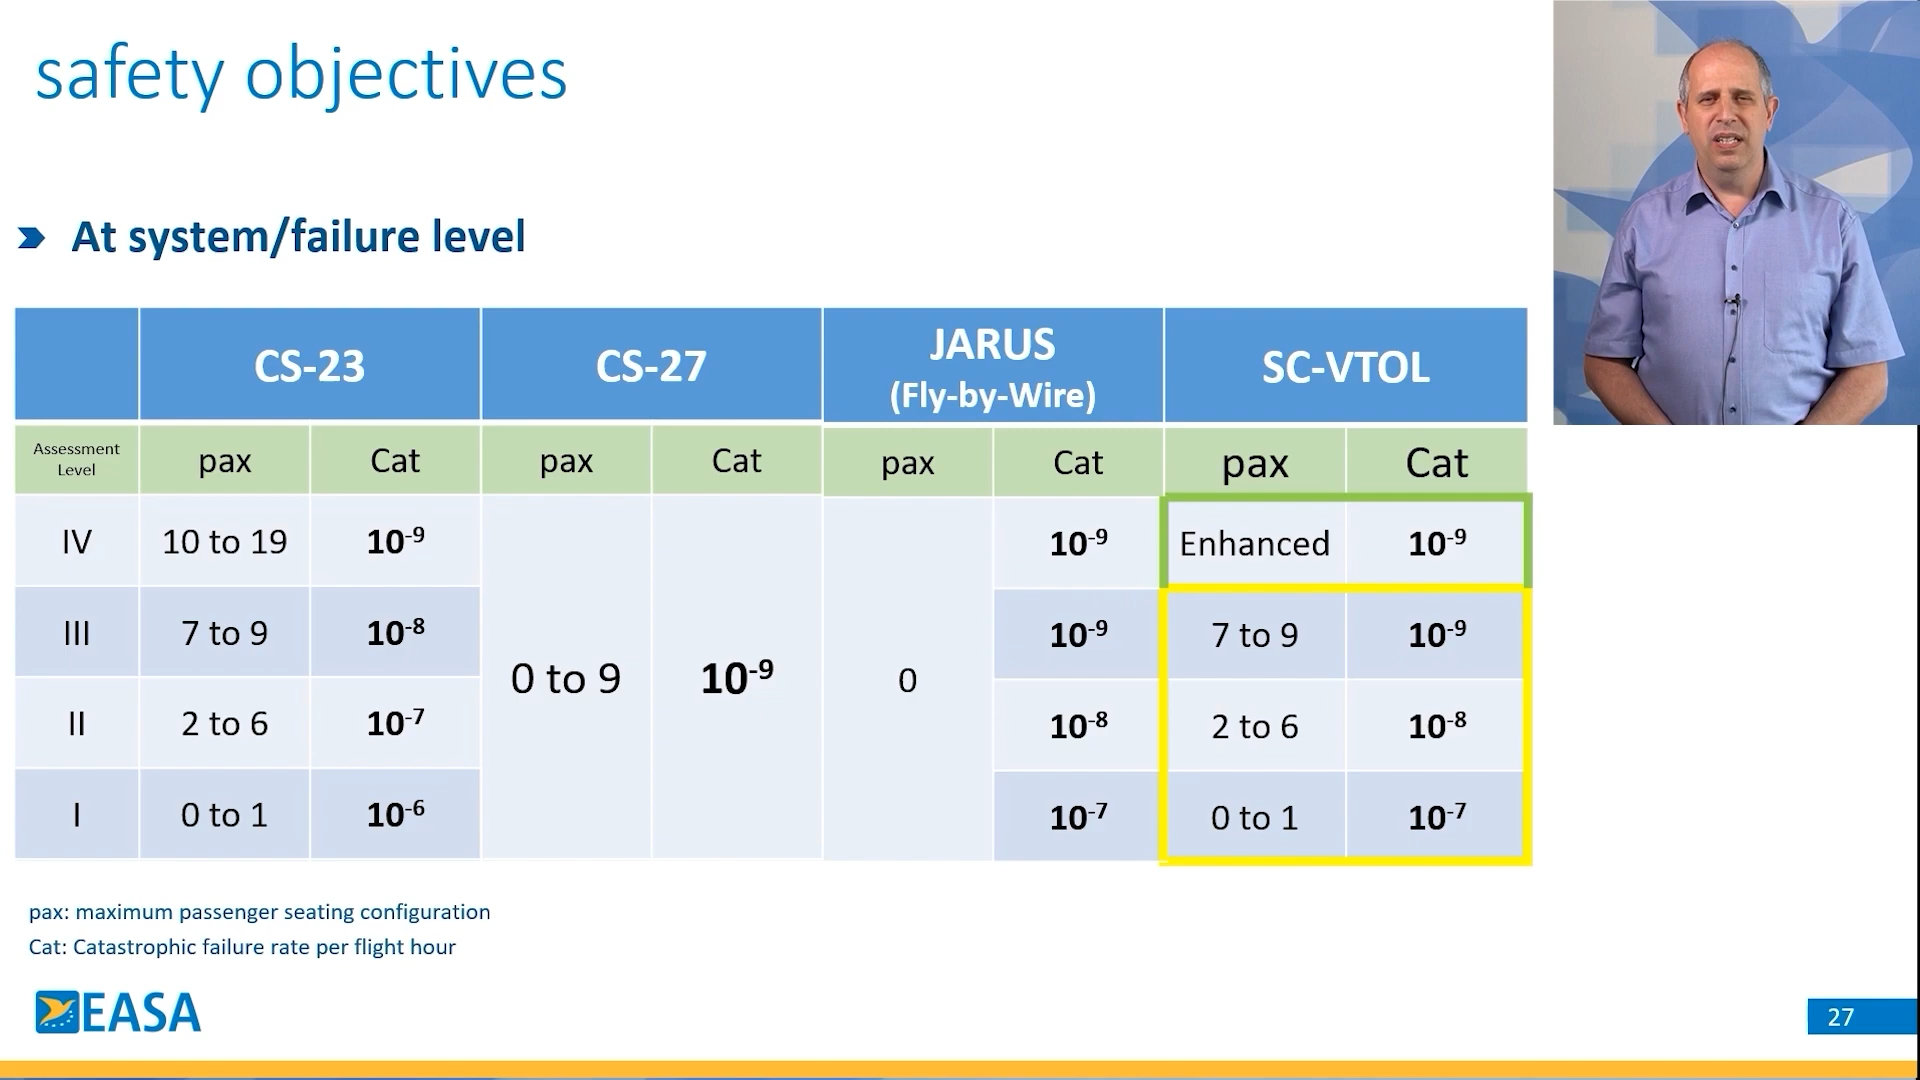 safety objectives
At system/failure level
CS-23 CS-27 JARUS SC-VTOL
(Fly-by-Wire)
Assessment Level pax Cat pax Cat pax Cat pax Cat
IV 10 to 19 10⁻⁹ 10⁻⁹ Enhanced 10⁻⁹
III 7 to 9 10⁻⁸ 10⁻⁹ 7 to 9 10⁻⁹
0 to 9 10⁻⁹ 0
II 2 to 6 10⁻⁷ 10⁻⁸ 2 to 6 10⁻⁸
I 0 to 1 10⁻⁶ 10⁻⁷ 0 to 1 10⁻⁷
pax: maximum passenger seating configuration
Cat: Catastrophic failure rate per flight hour
EASA
27